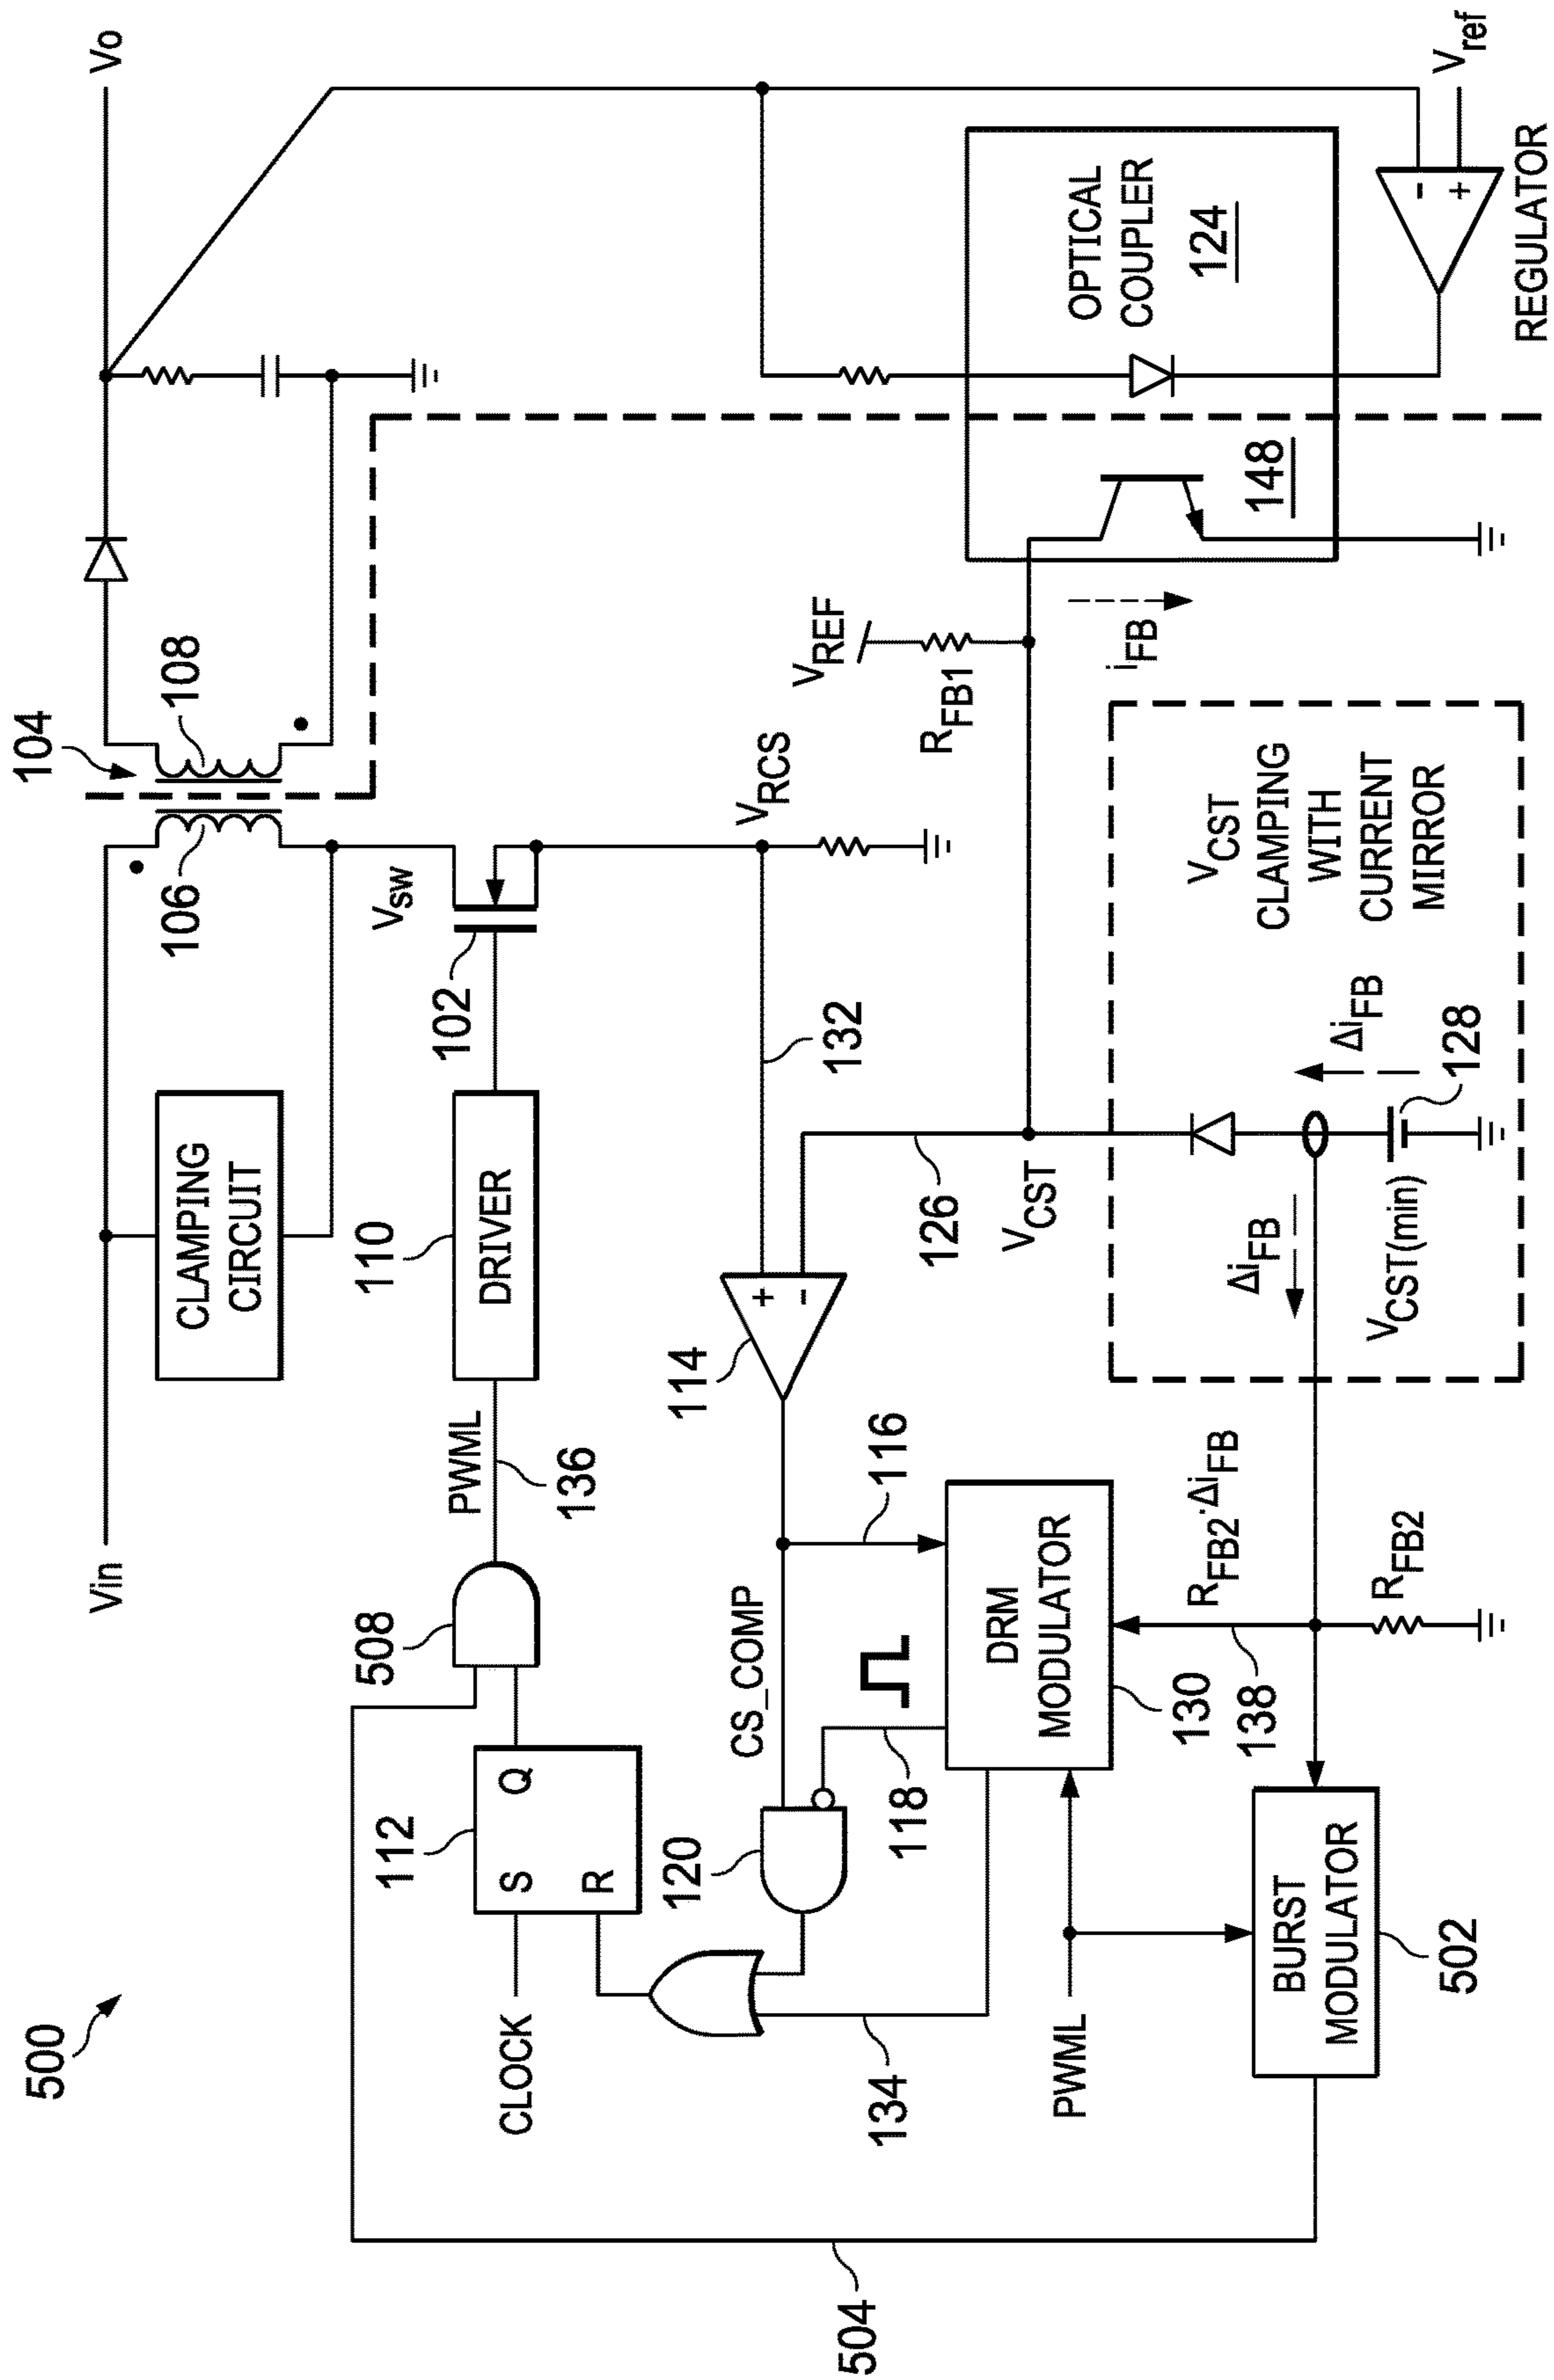 500
504
Vin
CLAMPING
CIRCUIT
106
104
108
Vo
508
PWML
136
110
DRIVER
102
Vsw
112
S
Q
R
CLOCK
120
CS_COMP
114
+
-
132
VRCS
116
118
134
126
VCST
VREF
RFB1
iFB
148
OPTICAL
COUPLER
124
-
+
Vref
REGULATOR
PWML
DRM
MODULATOR
130
138
RFB2·ΔiFB
RFB2
BURST
MODULATOR
502
ΔiFB
VCST(min)
ΔiFB
128
VCST
CLAMPING
WITH
CURRENT
MIRROR